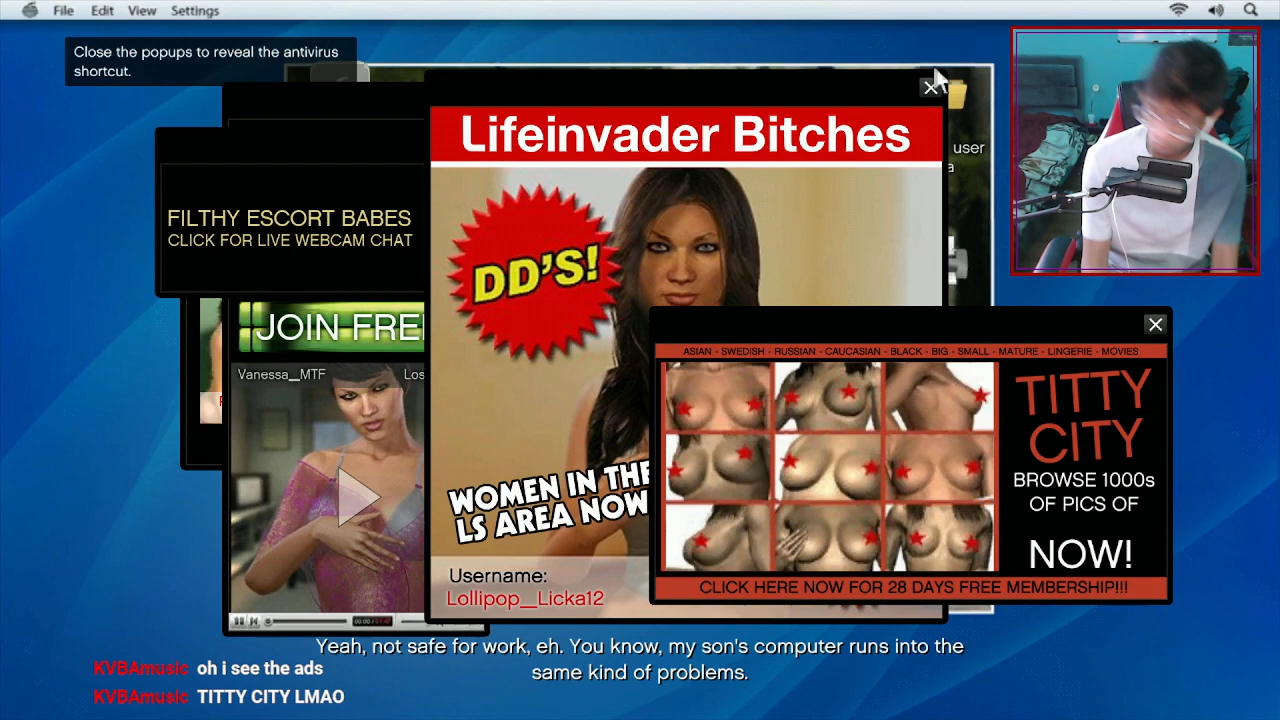 File Edit View Settings
Close the popups to reveal the antivirus
shortcut.
user
Lifeinvader Bitches
FILTHY ESCORT BABES
CLICK FOR LIVE WEBCAM CHAT
DD'S!
JOIN FREE
Vanessa_MTF Los
ASIAN - SWEDISH - RUSSIAN - CAUCASIAN - BLACK - BIG - SMALL - MATURE - LINGERIE - MOVIES
TITTY
CITY
BROWSE 1000s
OF PICS OF
NOW!
WOMEN IN THE
LS AREA NOW
Username:
Lollipop_Licka12
CLICK HERE NOW FOR 28 DAYS FREE MEMBERSHIP!!!
Yeah, not safe for work, eh. You know, my son's computer runs into the
same kind of problems.
KVBAmusic oh i see the ads
KVBAmusic TITTY CITY LMAO